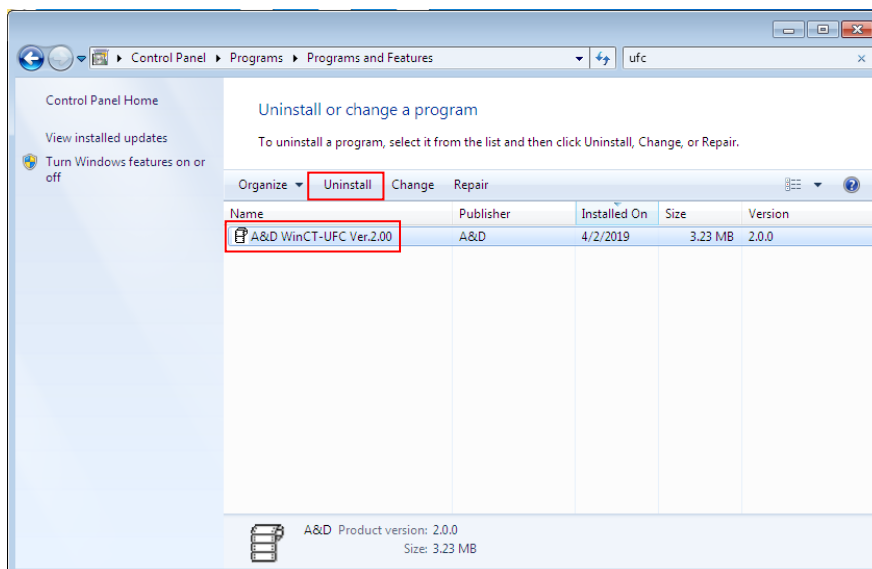 Control Panel Programs Programs and Features ufc
Control Panel Home
View installed updates
Turn Windows features on or
off
Uninstall or change a program
To uninstall a program, select it from the list and then click Uninstall, Change, or Repair.
Organize Uninstall Change Repair
Name Publisher Installed On Size Version
A&D WinCT-UFC Ver.2.00 A&D 4/2/2019 3.23 MB 2.0.0
A&D Product version: 2.0.0
Size: 3.23 MB